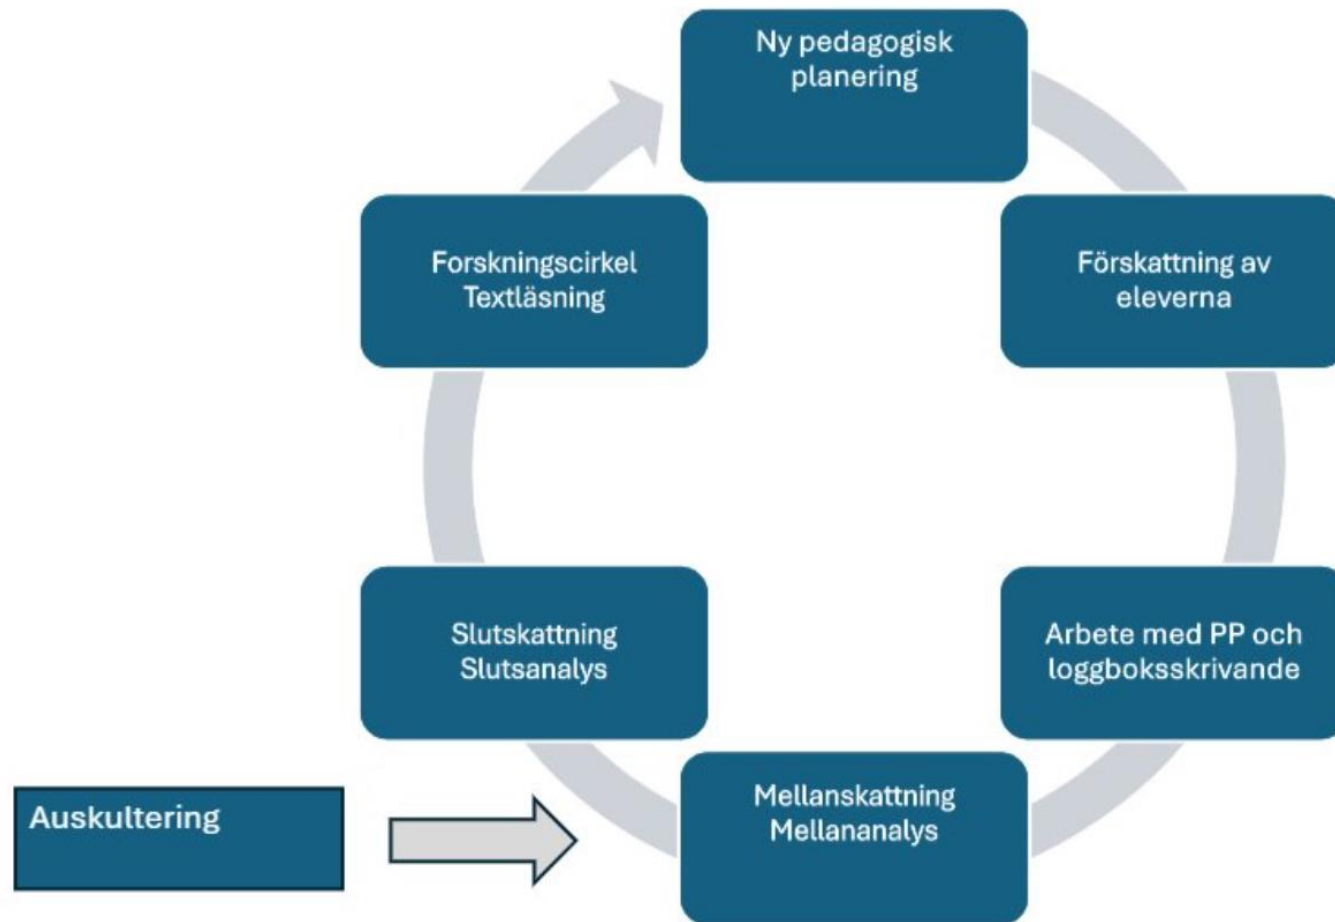 Ny pedagogisk
planering
Förskattning av
eleverna
Arbete med PP och
loggboksskrivande
Mellanskattning
Mellananalys
Slutskattning
Slutsanalys
Forskningscirkel
Textläsning
Auskultering